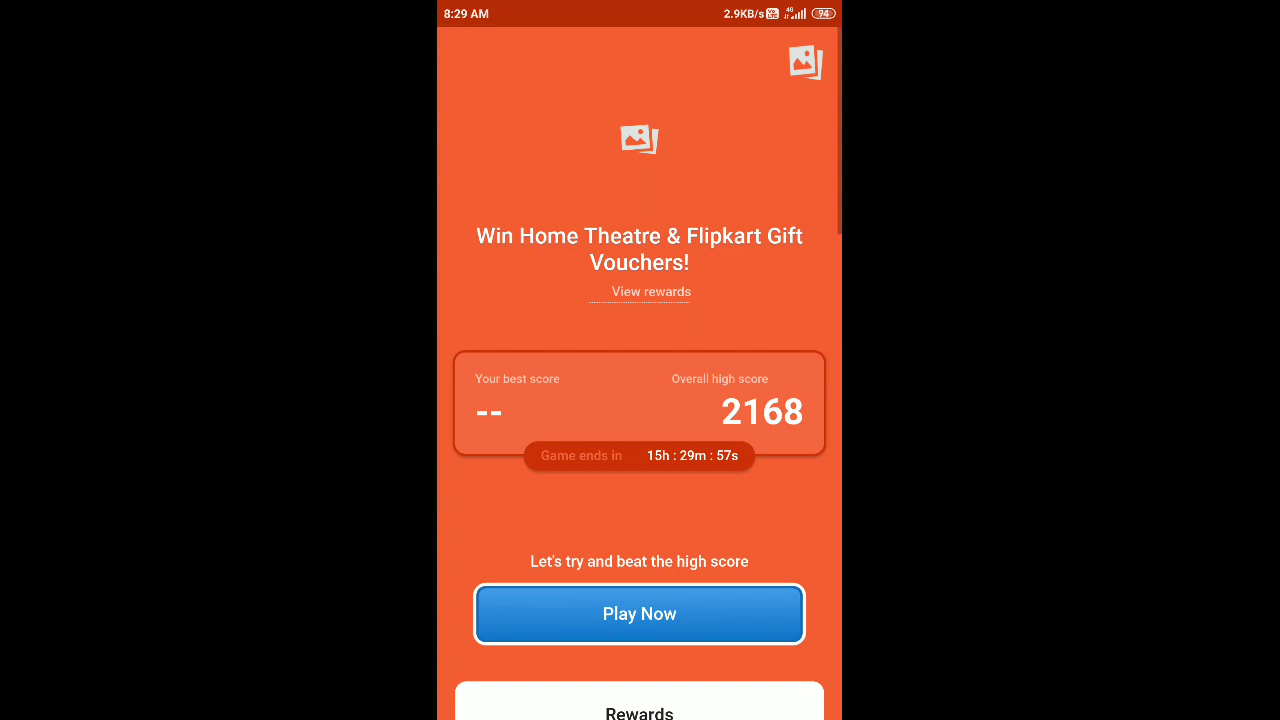 8:29 AM 2.9KB/s 4G 94
Win Home Theatre & Flipkart Gift
Vouchers!
View rewards
Your best score Overall high score
-- 2168
Game ends in 15h : 29m : 57s
Let's try and beat the high score
Play Now
Rewards